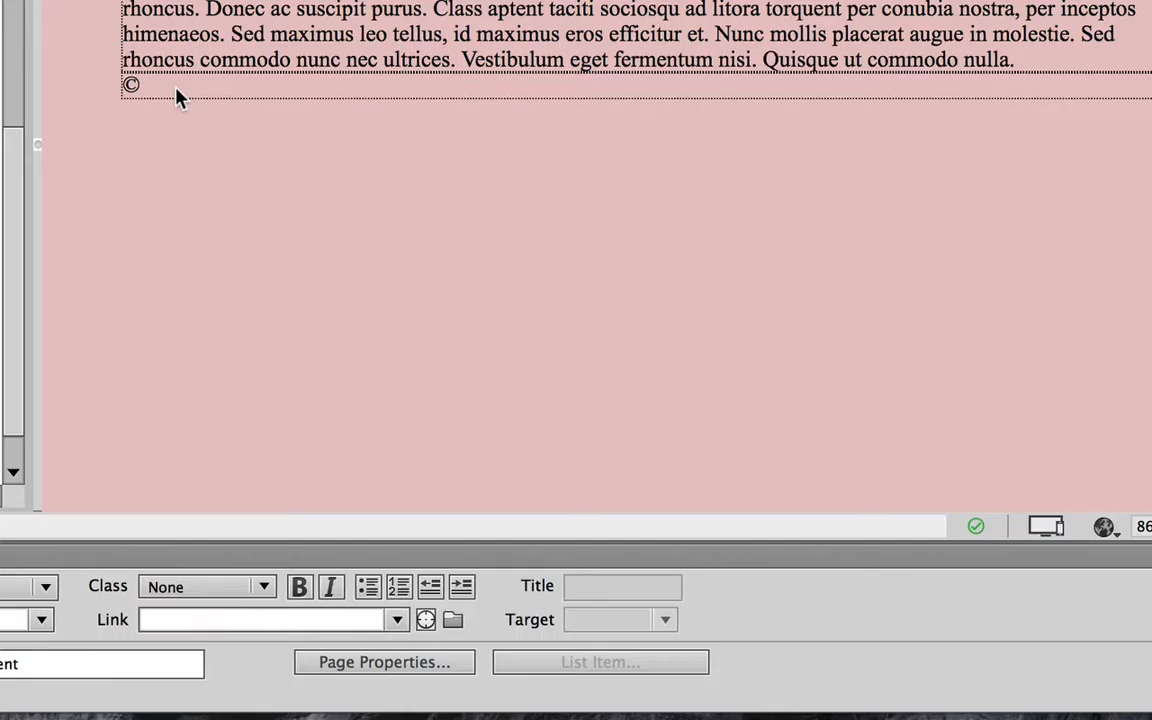 rhoncus. Donec ac suscipit purus. Class aptent taciti sociosqu ad litora torquent per conubia nostra, per inceptos
himenaeos. Sed maximus leo tellus, id maximus eros efficitur et. Nunc mollis placerat augue in molestie. Sed
rhoncus commodo nunc nec ultrices. Vestibulum eget fermentum nisi. Quisque ut commodo nulla.
©
86
Class None B I Title
Link Target
ent Page Properties... List Item...